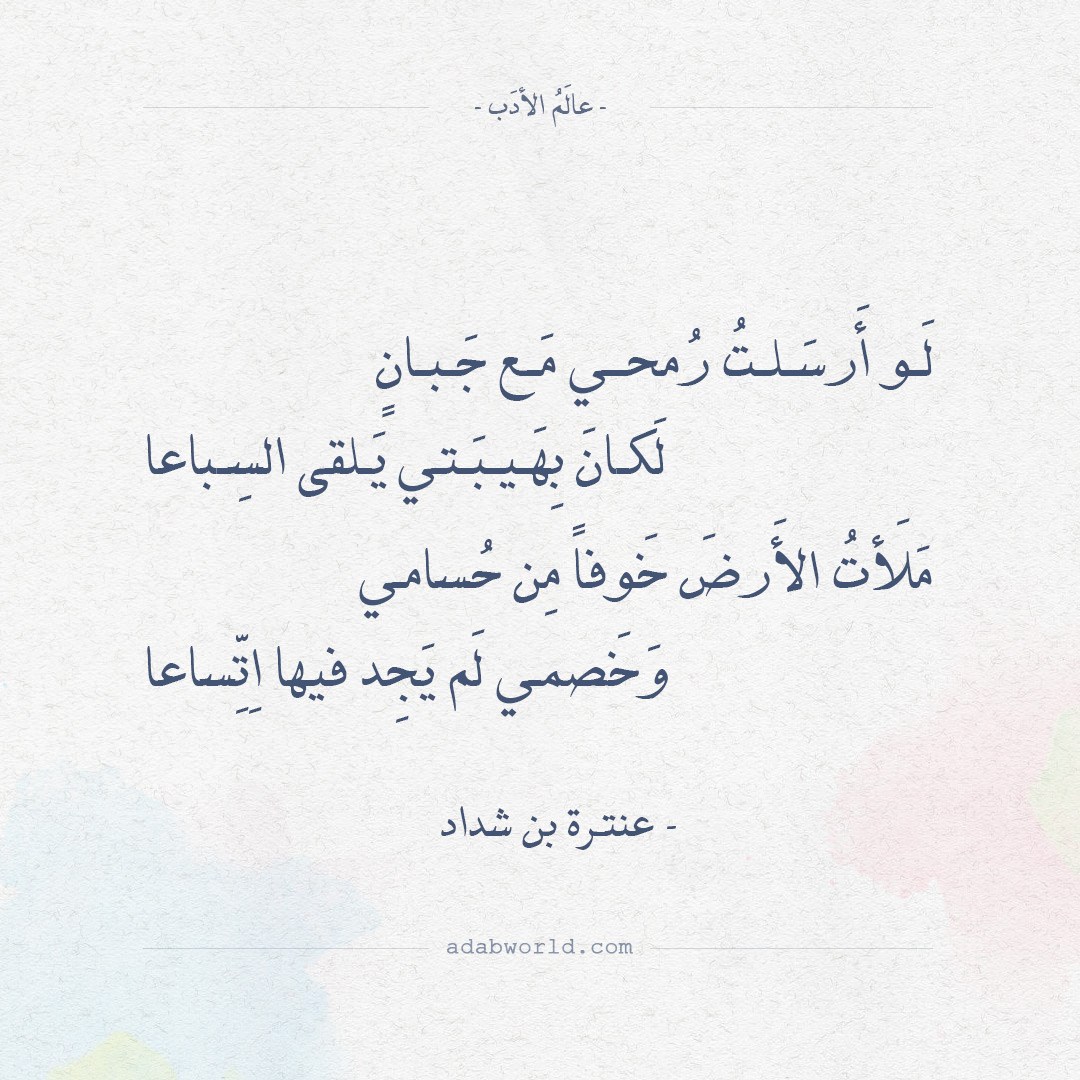 - عالَمُ الأدَب -
لَو أَرسَلتُ رُمحي مَع جَبانٍ
لَكانَ بِهَيبَتي يَلقى السِباعا
مَلَأتُ الأَرضَ خَوفاً مِن حُسامي
وَخَصمي لَم يَجِد فيها اِتِّساعا
- عنترة بن شداد
adabworld.com